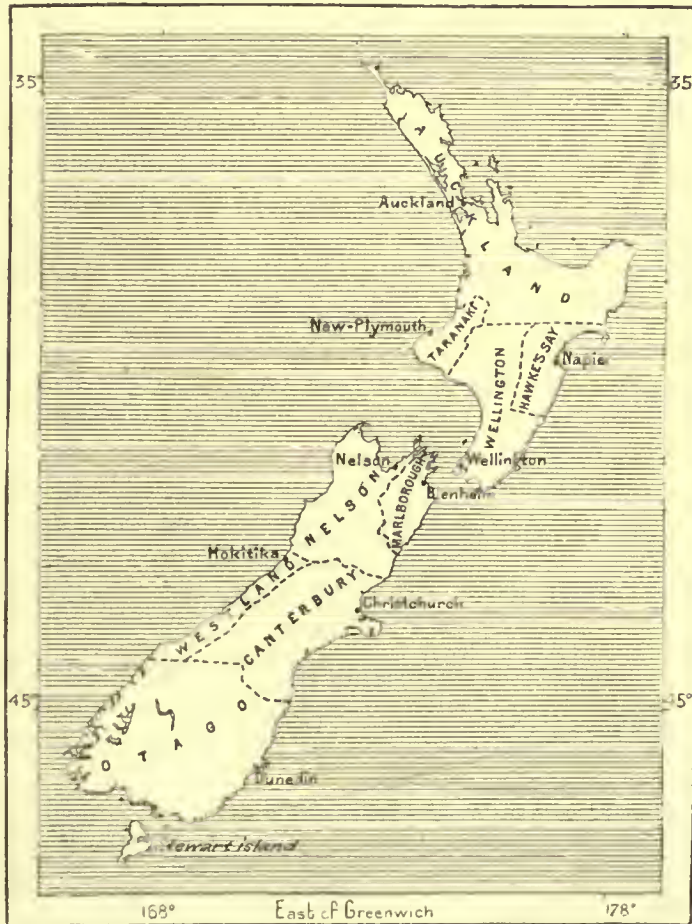 35°
35°
AUCKLAND
Auckland
New-Plymouth
TARANAKI
WELLINGTON
HAWKE'S BAY
Napier
Nelson
Wellington
NELSON
MARLBOROUGH
Blenheim
Hokitika
WESTLAND
CANTERBURY
Christchurch
45°
45°
OTAGO
Dunedin
Stewart island
168°
East of Greenwich
178°